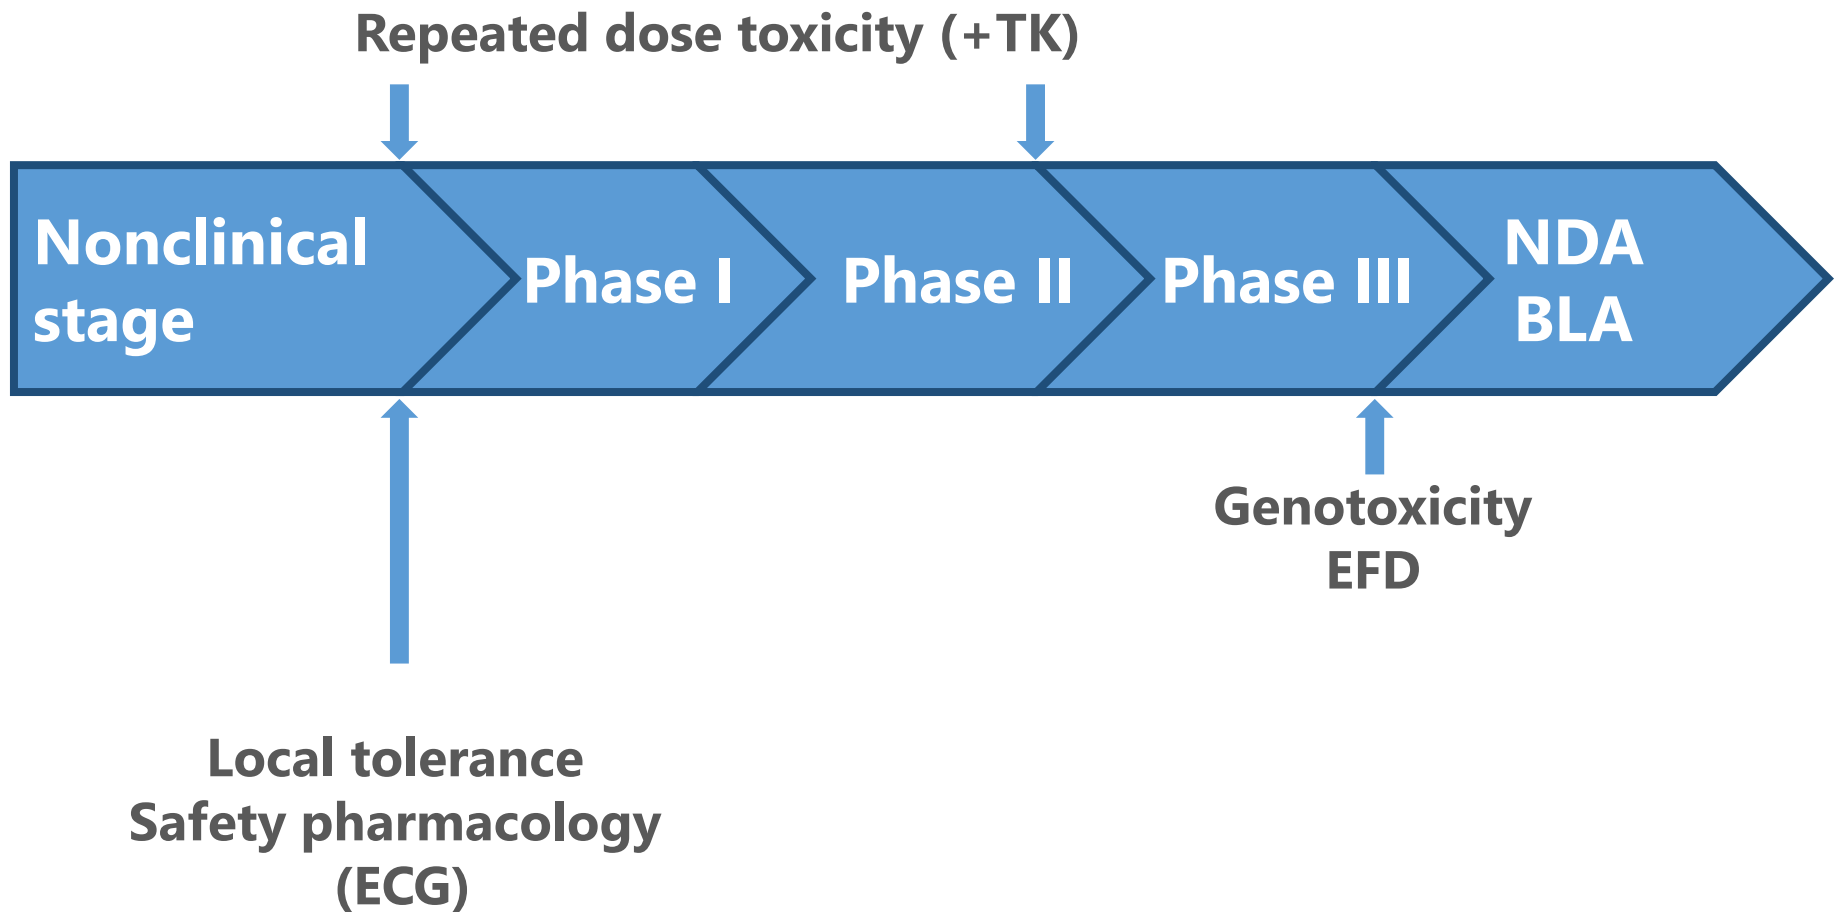 Repeated dose toxicity (+TK)
Nonclinical
stage
Phase I
Phase II
Phase III
NDA
BLA
Genotoxicity
EFD
Local tolerance
Safety pharmacology
(ECG)